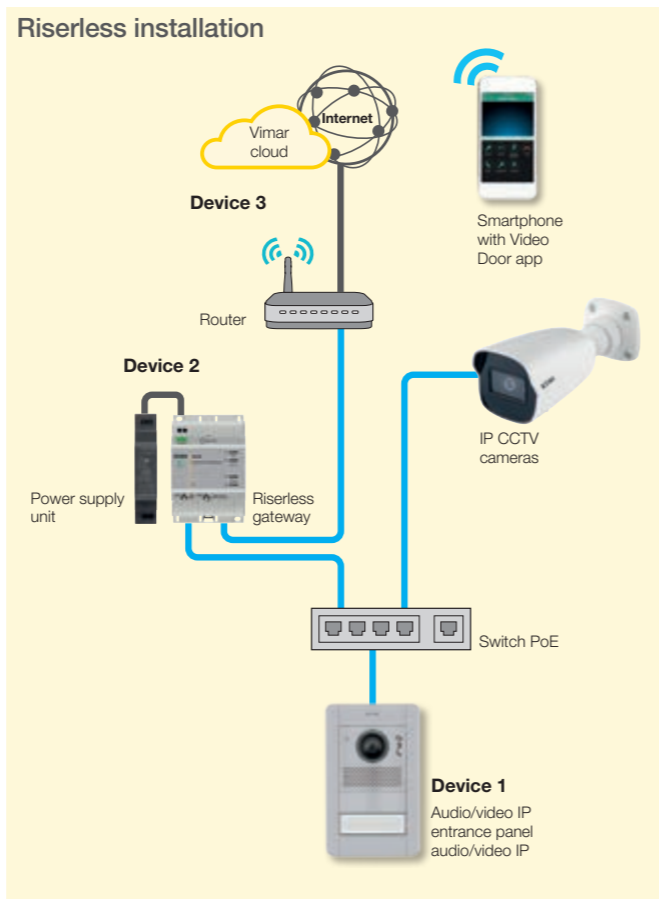 Riserless installation
Internet
Vimar
cloud
Device 3
Smartphone
with Video
Door app
Router
Device 2
IP CCTV
cameras
Power supply
unit
Riserless
gateway
Switch PoE
Device 1
Audio/video IP
entrance panel
audio/video IP